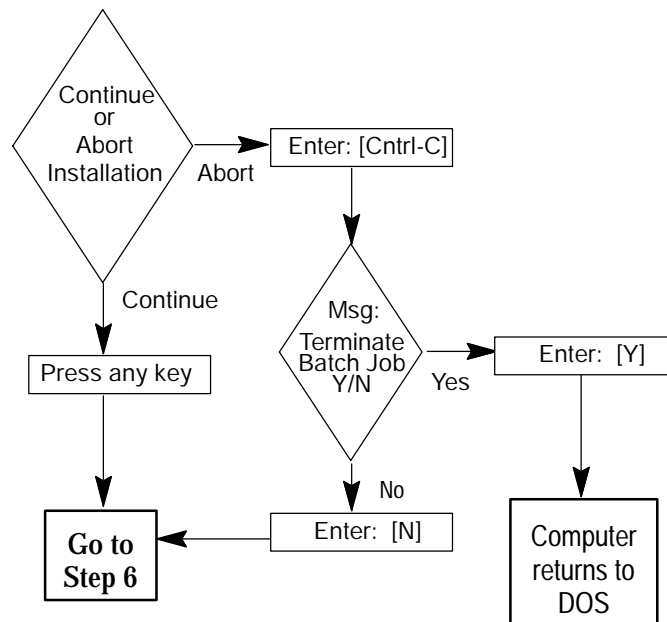 Continue
or
Abort
Installation
Abort
Enter: [Cntrl-C]
Continue
Press any key
Msg:
Terminate
Batch Job
Y/N
Yes
Enter: [Y]
No
Enter: [N]
Go to
Step 6
Computer
returns to
DOS